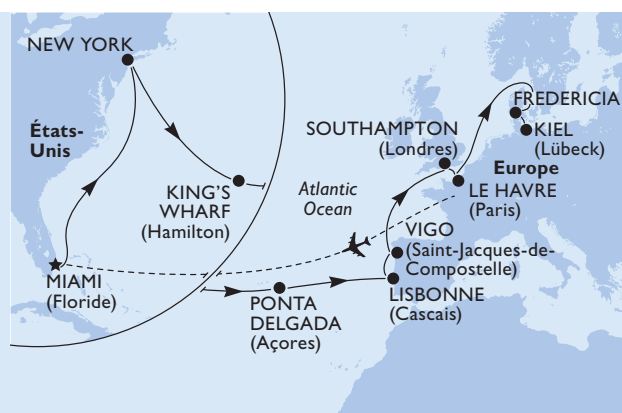 NEW YORK
États-
Unis
KING'S
WHARF
(Hamilton)
MIAMI
(Floride)
Atlantic
Ocean
PONTA
DELGADA
(Açores)
SOUTHAMPTON
(Londres)
FREDERICIA
KIEL
(Lübeck)
Europe
LE HAVRE
(Paris)
VIGO
(Saint-Jacques-de-
Compostelle)
LISBONNE
(Cascais)